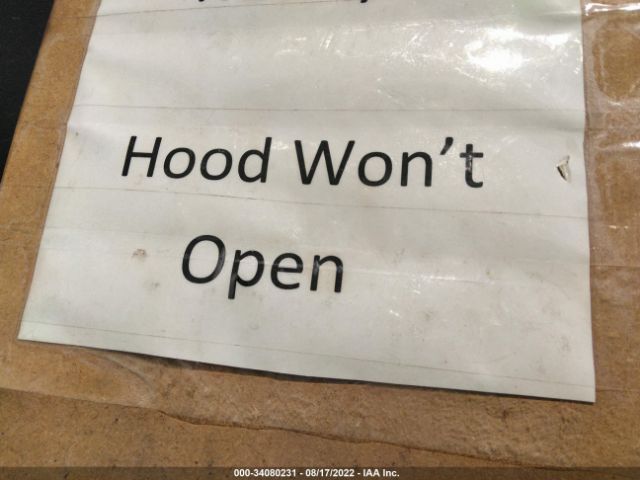 Hood Won't
Open
000-34080231 - 08/17/2022 - IAA Inc.